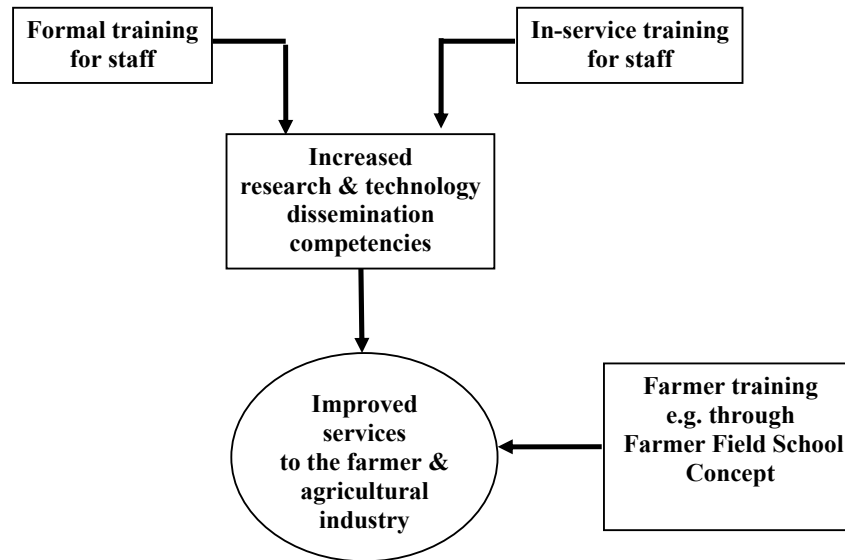 Formal training
for staff
In-service training
for staff
Increased
research & technology
dissemination
competencies
Improved
services
to the farmer &
agricultural
industry
Farmer training
e.g. through
Farmer Field School
Concept